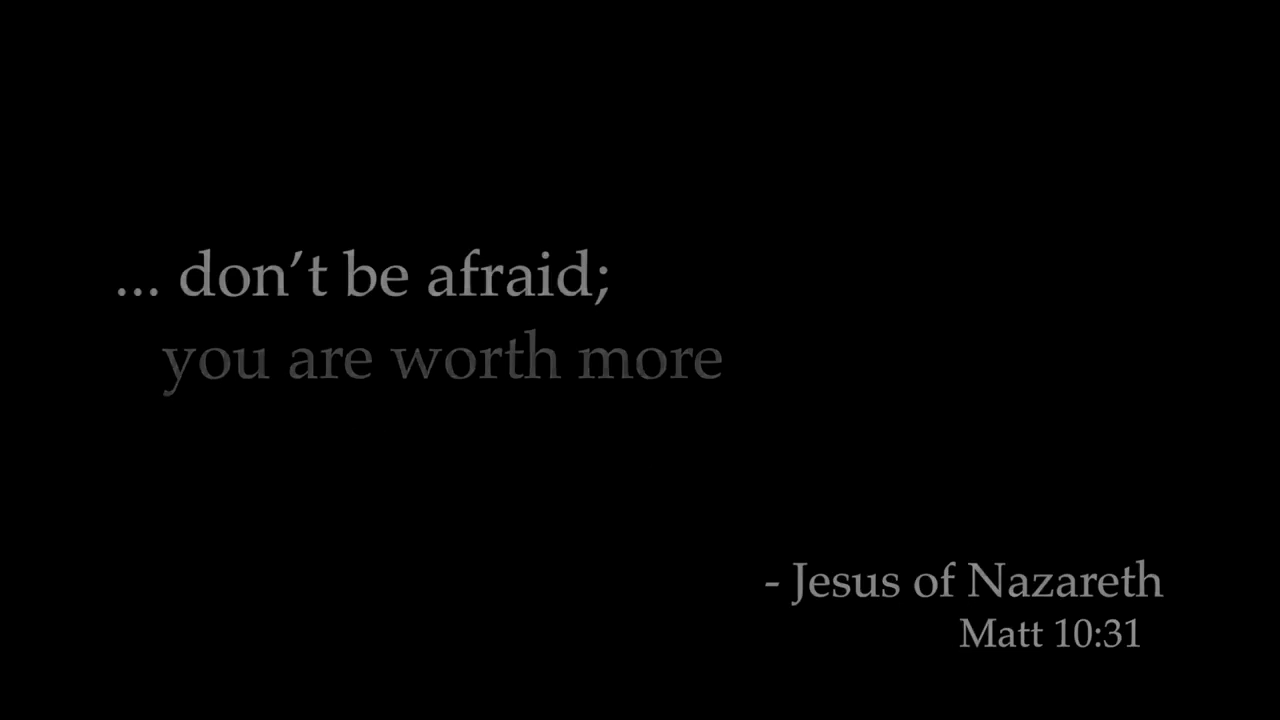 ... don’t be afraid;
you are worth more
- Jesus of Nazareth
Matt 10:31